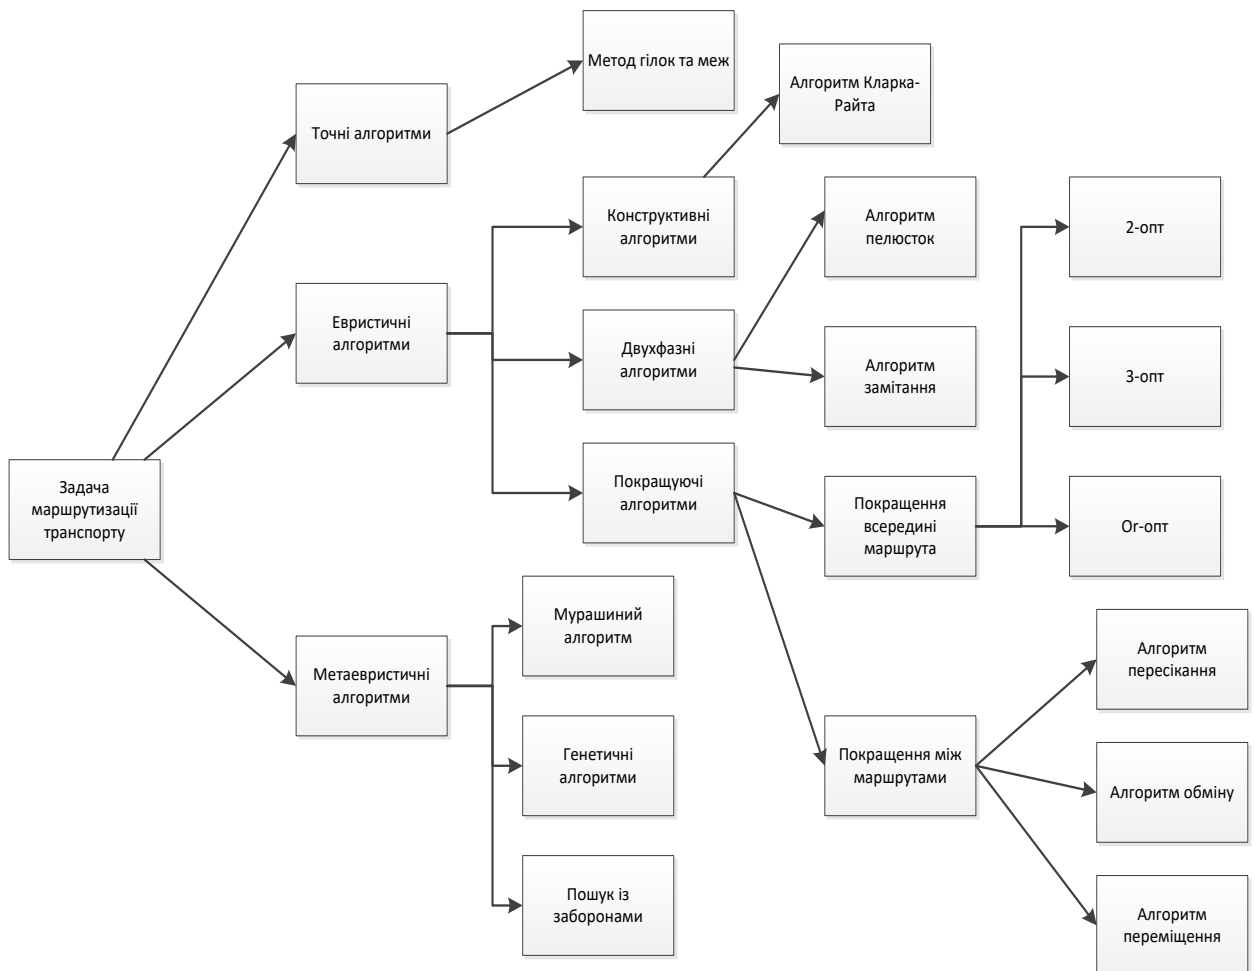 Метод гілок та меж
Алгоритм Кларка-
Райта
Точні алгоритми
Конструктивні
алгоритми
Алгоритм
пелюсток
2-опт
Евристичні
алгоритми
Двухфазні
алгоритми
Алгоритм
замітання
3-опт
Задача
маршрутизації
транспорту
Покращуючі
алгоритми
Покращення
всередині
маршрута
Or-опт
Мурашиний
алгоритм
Метаевристичні
алгоритми
Генетичні
алгоритми
Пошук із
заборонами
Покращення між
маршрутами
Алгоритм
пересікання
Алгоритм обміну
Алгоритм
переміщення